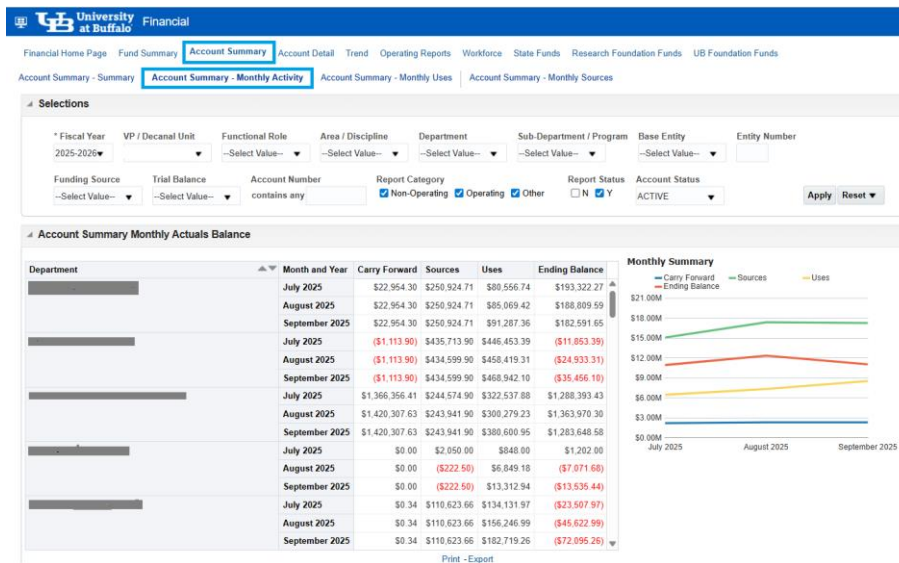 University at Buffalo Financial
Financial Home Page Fund Summary Account Summary Account Detail Trend Operating Reports Workforce State Funds Research Foundation Funds UB Foundation Funds
Account Summary - Summary Account Summary - Monthly Activity Account Summary - Monthly Uses Account Summary - Monthly Sources
Selections
* Fiscal Year VP / Decanal Unit Functional Role Area / Discipline Department Sub-Department / Program Base Entity Entity Number
2025-2026 --Select Value-- --Select Value-- --Select Value-- --Select Value-- --Select Value--
Funding Source Trial Balance Account Number Report Category Report Status Account Status
--Select Value-- --Select Value-- contains any Non-Operating Operating Other N Y ACTIVE Apply Reset
Account Summary Monthly Actuals Balance
Department Month and Year Carry Forward Sources Uses Ending Balance
July 2025 $22,954.30 $250,924.71 $80,556.74 $193,322.27
August 2025 $22,954.30 $250,924.71 $85,069.42 $188,809.59
September 2025 $22,954.30 $250,924.71 $91,287.36 $182,591.65
July 2025 ($1,113.90) $435,713.90 $446,453.39 ($11,853.39)
August 2025 ($1,113.90) $434,599.90 $458,419.31 ($24,933.31)
September 2025 ($1,113.90) $434,599.90 $468,942.10 ($35,456.10)
July 2025 $1,366,356.41 $244,574.90 $322,537.88 $1,288,393.43
August 2025 $1,420,307.63 $243,941.90 $300,279.23 $1,363,970.30
September 2025 $1,420,307.63 $243,941.90 $380,600.95 $1,283,648.58
July 2025 $0.00 $2,050.00 $848.00 $1,202.00
August 2025 $0.00 ($222.50) $6,849.18 ($7,071.68)
September 2025 $0.00 ($222.50) $13,312.94 ($13,535.44)
July 2025 $0.34 $110,623.66 $134,131.97 ($23,507.97)
August 2025 $0.34 $110,623.66 $156,246.99 ($45,622.99)
September 2025 $0.34 $110,623.66 $182,719.26 ($72,095.26)
Print - Export
Monthly Summary
Carry Forward Sources Uses
Ending Balance
$21.00M
$18.00M
$15.00M
$12.00M
$9.00M
$6.00M
$3.00M
$0.00M
July 2025 August 2025 September 2025